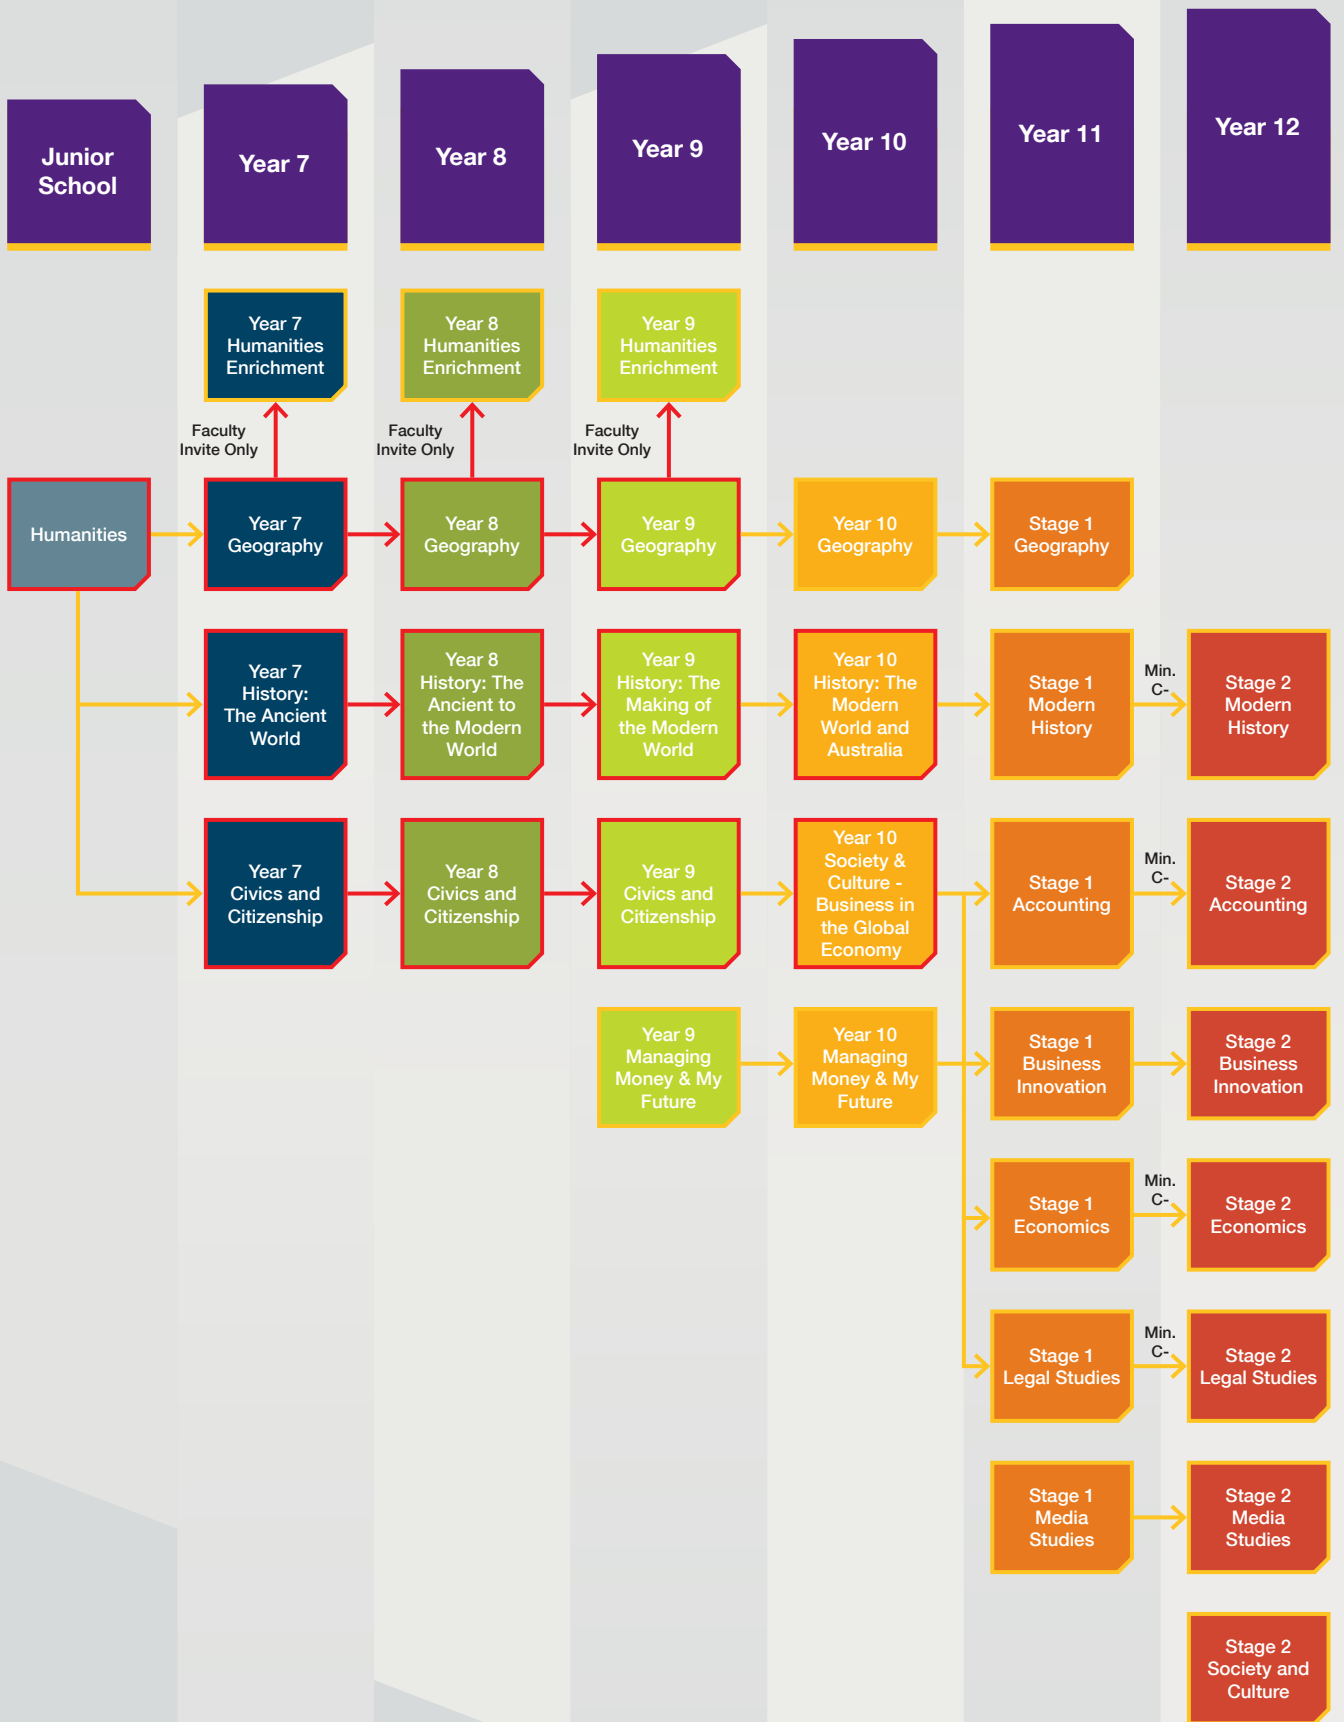 Junior
School
Year 7
Year 8
Year 9
Year 10
Year 11
Year 12
Year 7
Humanities
Enrichment
Year 8
Humanities
Enrichment
Year 9
Humanities
Enrichment
Faculty
Invite Only
Faculty
Invite Only
Faculty
Invite Only
Humanities
Year 7
Geography
Year 8
Geography
Year 9
Geography
Year 10
Geography
Stage 1
Geography
Year 7
History:
The Ancient
World
Year 8
History: The
Ancient to
the Modern
World
Year 9
History: The
Making of
the Modern
World
Year 10
History: The
Modern
World and
Australia
Stage 1
Modern
History
Min.
C-
Stage 2
Modern
History
Year 7
Civics and
Citizenship
Year 8
Civics and
Citizenship
Year 9
Civics and
Citizenship
Year 10
Society &
Culture -
Business in
the Global
Economy
Stage 1
Accounting
Min.
C-
Stage 2
Accounting
Year 9
Managing
Money & My
Future
Year 10
Managing
Money & My
Future
Stage 1
Business
Innovation
Stage 2
Business
Innovation
Stage 1
Economics
Min.
C-
Stage 2
Economics
Stage 1
Legal Studies
Min.
C-
Stage 2
Legal Studies
Stage 1
Media
Studies
Stage 2
Media
Studies
Stage 2
Society and
Culture